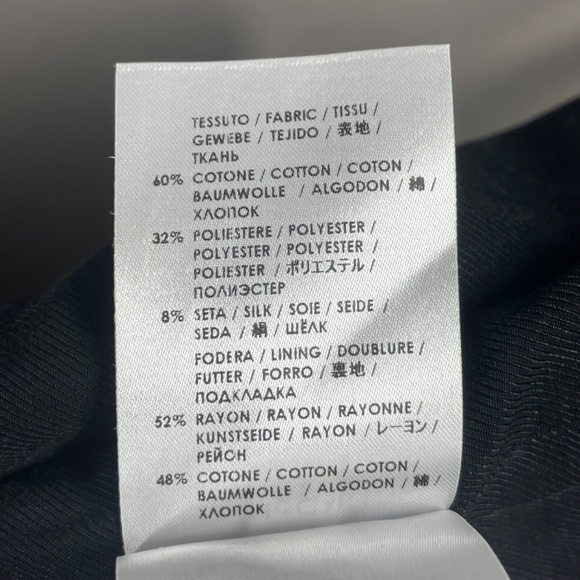 TESSUTO / FABRIC / TISSU /
GEWEBE / TEJIDO / 表地 /
ТКАНЬ
60% COTONE / COTTON / COTON /
BAUMWOLLE / ALGODON / 綿 /
ХЛОПОК
32% POLIESTERE / POLYESTER /
POLYESTER / POLYESTER /
POLIESTER / ポリエステル /
ПОЛИЭСТЕР
8% SETA / SILK / SOIE / SEIDE /
SEDA / 絹 / ШЁЛК
FODERA / LINING / DOUBLURE /
FUTTER / FORRO / 裏地 /
ПОДКЛАДКА
52% RAYON / RAYON / RAYONNE /
KUNSTSEIDE / RAYON / レーヨン /
РЕЙОН
48% COTONE / COTTON / COTON /
BAUMWOLLE / ALGODON / 綿 /
ХЛОПОК